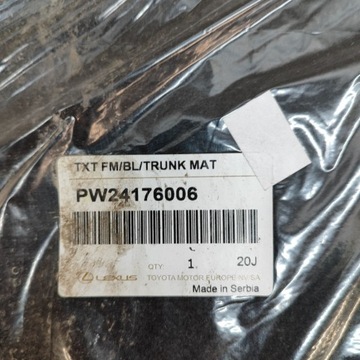 TXT FM/BL/TRUNK MAT
PW24176006
QTY: 1. 20J
LEXUS TOYOTA MOTOR EUROPE NV/SA
Made in Serbia